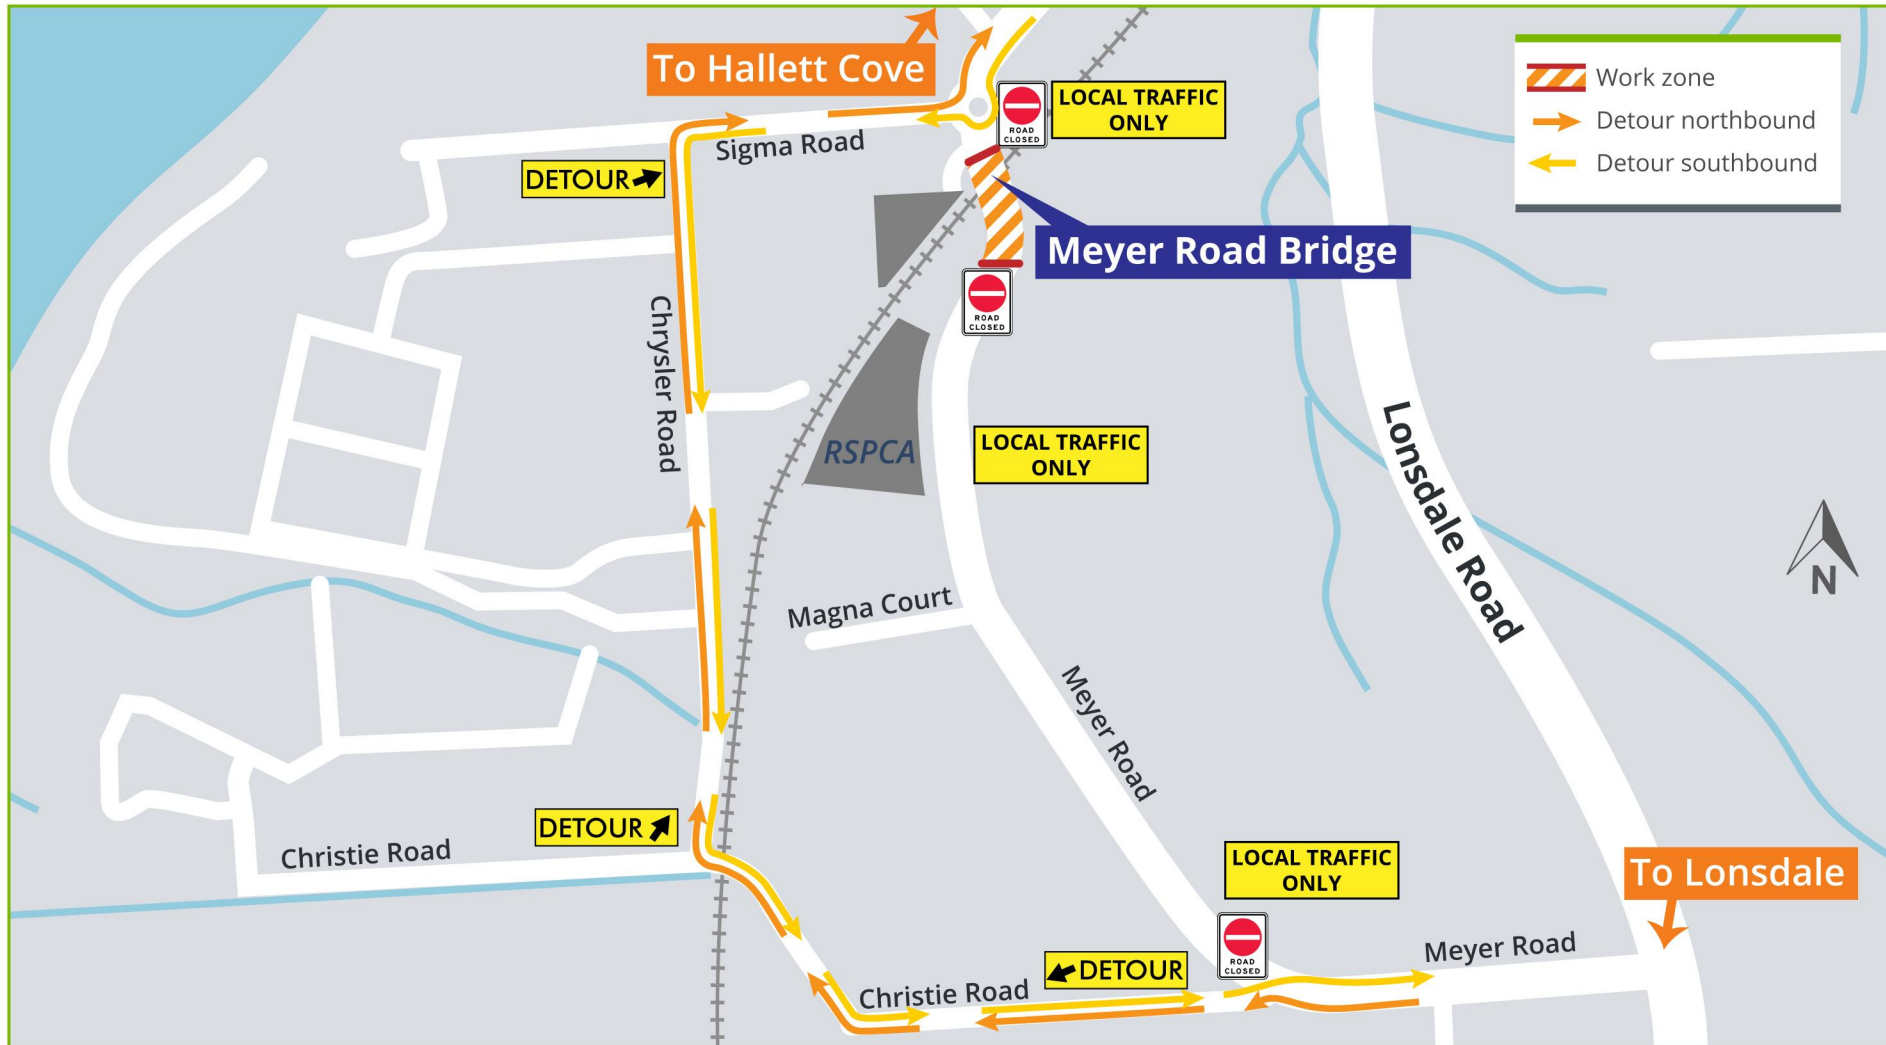 To Hallett Cove
ROAD
CLOSED
LOCAL TRAFFIC
ONLY
Work zone
Detour northbound
Detour southbound
Sigma Road
DETOUR
Meyer Road Bridge
ROAD
CLOSED
Chrysler Road
RSPCA
LOCAL TRAFFIC
ONLY
Lonsdale Road
N
Magna Court
Meyer Road
DETOUR
Christie Road
LOCAL TRAFFIC
ONLY
To Lonsdale
ROAD
CLOSED
Meyer Road
DETOUR
Christie Road